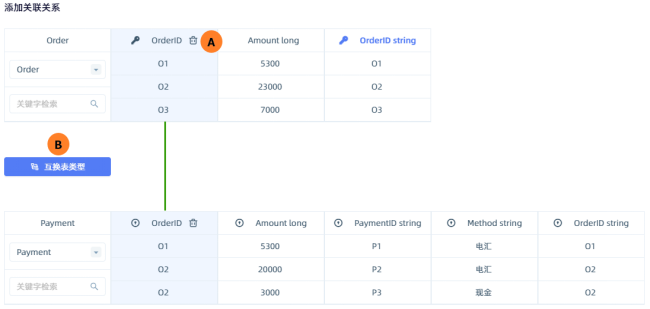 添加关联关系
Order OrderID A Amount long OrderID string
Order O1 5300 O1
O2 23000 O2
关键字检索 O3 7000 O3
B
互换表类型
Payment OrderID Amount long PaymentID string Method string OrderID string
Payment O1 5300 P1 电汇 O1
O2 20000 P2 电汇 O2
关键字检索 O2 3000 P3 现金 O2